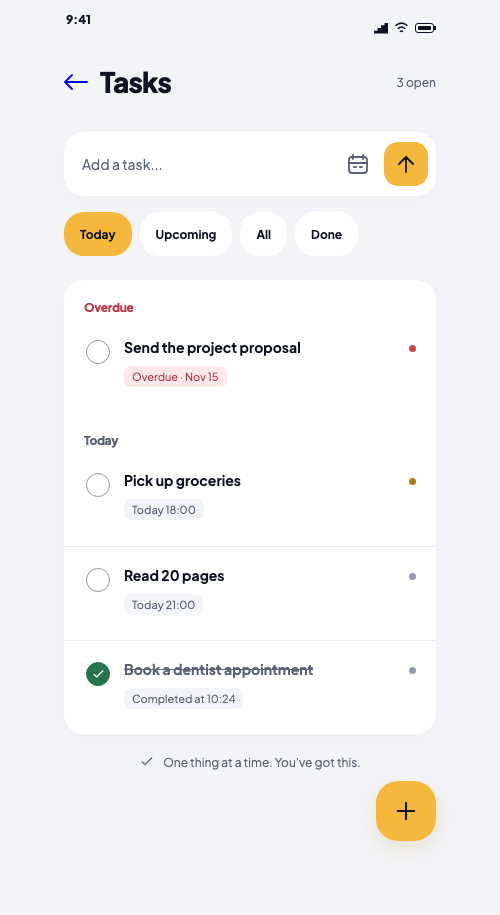 9:41
Tasks
3 open
Add a task...
Today
Upcoming
All
Done
Overdue
Send the project proposal
Overdue · Nov 15
Today
Pick up groceries
Today 18:00
Read 20 pages
Today 21:00
Book a dentist appointment
Completed at 10:24
One thing at a time. You've got this.